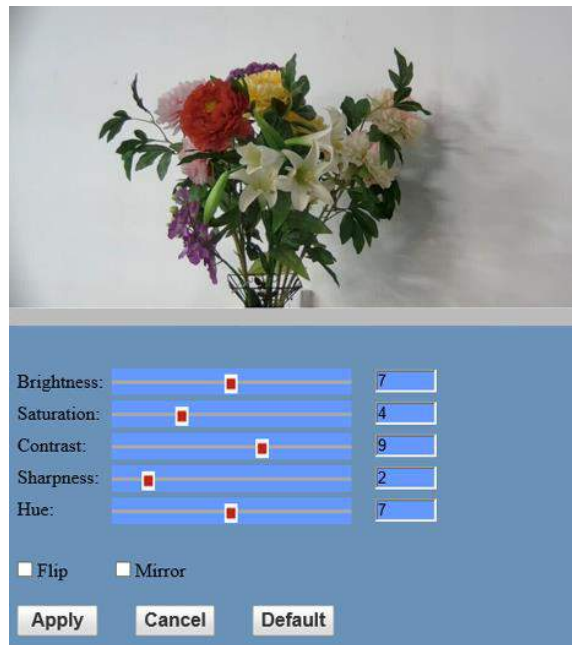 Brightness: 7
Saturation: 4
Contrast: 9
Sharpness: 2
Hue: 7
Flip Mirror
Apply Cancel Default